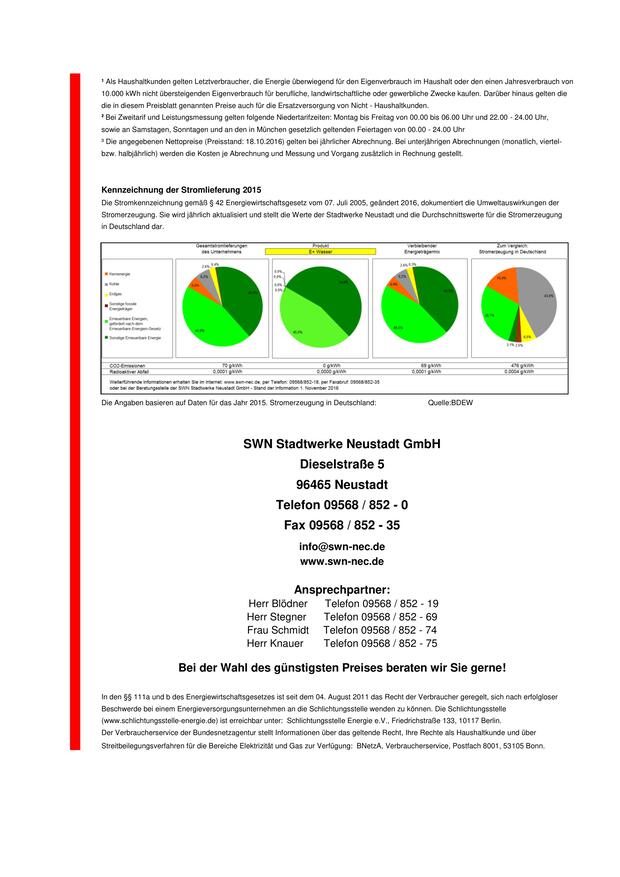 ¹ Als Haushaltkunden gelten Letztverbraucher, die Energie überwiegend für den Eigenverbrauch im Haushalt oder den einen Jahresverbrauch von
10.000 kWh nicht übersteigenden Eigenverbrauch für berufliche, landwirtschaftliche oder gewerbliche Zwecke kaufen. Darüber hinaus gelten die
die in diesem Preisblatt genannten Preise auch für die Ersatzversorgung von Nicht - Haushaltkunden.
² Bei Zweitarif und Leistungsmessung gelten folgende Niedertarifzeiten: Montag bis Freitag von 00.00 bis 06.00 Uhr und 22.00 - 24.00 Uhr,
sowie an Samstagen, Sonntagen und an den in München gesetzlich geltenden Feiertagen von 00.00 - 24.00 Uhr
³ Die angegebenen Nettopreise (Preisstand: 18.10.2016) gelten bei jährlicher Abrechnung. Bei unterjährigen Abrechnungen (monatlich, viertel-
bzw. halbjährlich) werden die Kosten je Abrechnung und Messung und Vorgang zusätzlich in Rechnung gestellt.
Kennzeichnung der Stromlieferung 2015
Die Stromkennzeichnung gemäß § 42 Energiewirtschaftsgesetz vom 07. Juli 2005, geändert 2016, dokumentiert die Umweltauswirkungen der
Stromerzeugung. Sie wird jährlich aktualisiert und stellt die Werte der Stadtwerke Neustadt und die Durchschnittswerte für die Stromerzeugung
in Deutschland dar.
Gesamtstromlieferungen des Unternehmens
Produkt
E+ Wasser
Verbleibender Energieträgermix
Zum Vergleich: Stromerzeugung in Deutschland
Kernenergie
Kohle
Erdgas
Sonstige fossile Energieträger
Erneuerbare Energien, gefördert nach dem Erneuerbare-Energien-Gesetz
Sonstige Erneuerbare Energie
CO2-Emissionen 70 g/kWh 0 g/kWh 89 g/kWh 476 g/kWh
Radioaktiver Abfall 0,0001 g/kWh 0,0000 g/kWh 0,0001 g/kWh 0,0004 g/kWh
Weiterführende Informationen erhalten Sie im Internet: www.swn-nec.de, per Telefon: 09568/852-18, per Faxabruf: 09568/852-35
oder bei der Beratungsstelle der SWN Stadtwerke Neustadt GmbH - Stand der Information 1. November 2016
Die Angaben basieren auf Daten für das Jahr 2015. Stromerzeugung in Deutschland: Quelle:BDEW
SWN Stadtwerke Neustadt GmbH
Dieselstraße 5
96465 Neustadt
Telefon 09568 / 852 - 0
Fax 09568 / 852 - 35
info@swn-nec.de
www.swn-nec.de
Ansprechpartner:
Herr Blödner Telefon 09568 / 852 - 19
Herr Stegner Telefon 09568 / 852 - 69
Frau Schmidt Telefon 09568 / 852 - 74
Herr Knauer Telefon 09568 / 852 - 75
Bei der Wahl des günstigsten Preises beraten wir Sie gerne!
In den §§ 111a und b des Energiewirtschaftsgesetzes ist seit dem 04. August 2011 das Recht der Verbraucher geregelt, sich nach erfolgloser
Beschwerde bei einem Energieversorgungsunternehmen an die Schlichtungsstelle wenden zu können. Die Schlichtungsstelle
(www.schlichtungsstelle-energie.de) ist erreichbar unter: Schlichtungsstelle Energie e.V., Friedrichstraße 133, 10117 Berlin.
Der Verbraucherservice der Bundesnetzagentur stellt Informationen über das geltende Recht, Ihre Rechte als Haushaltkunde und über
Streitbeilegungsverfahren für die Bereiche Elektrizität und Gas zur Verfügung: BNetzA, Verbraucherservice, Postfach 8001, 53105 Bonn.